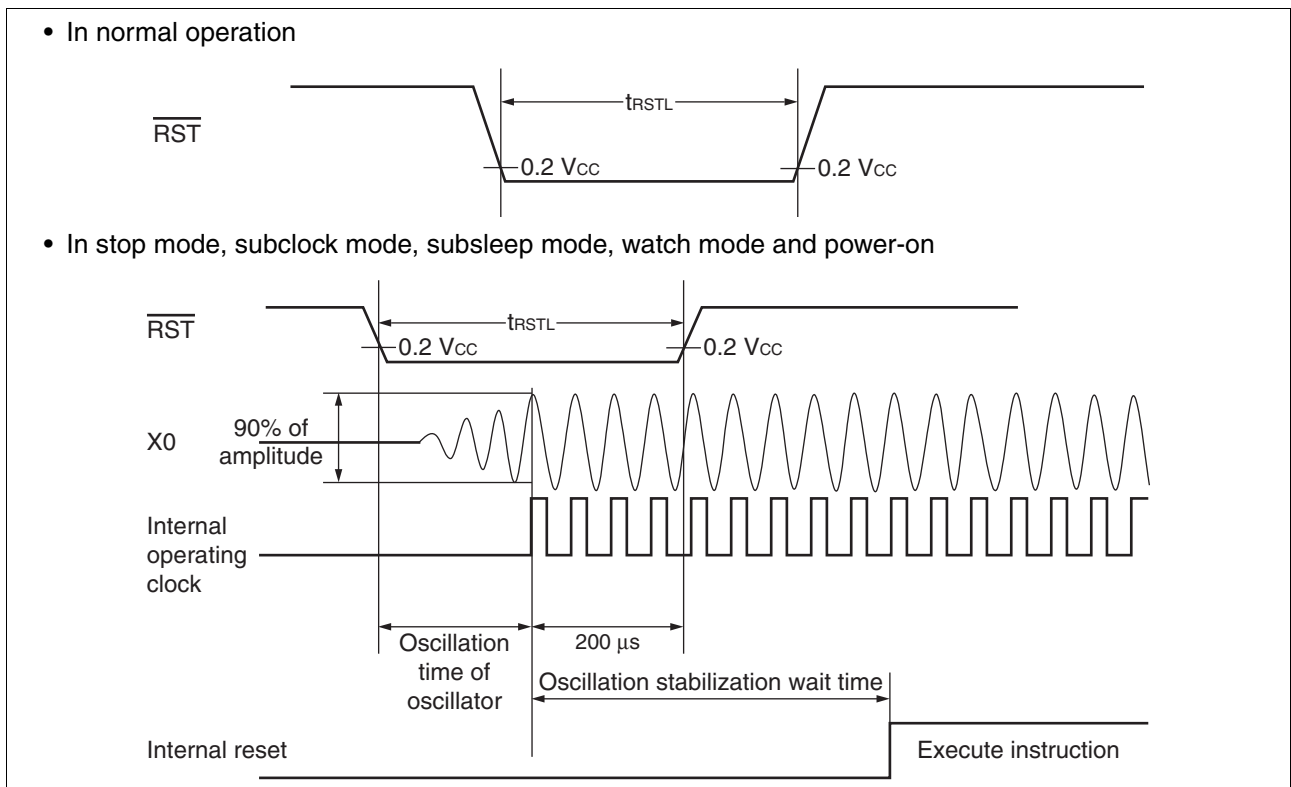 • In normal operation
tRSTL
RST
0.2 VCC
0.2 VCC
• In stop mode, subclock mode, subsleep mode, watch mode and power-on
RST
tRSTL
0.2 VCC
0.2 VCC
X0
90% of
amplitude
Internal
operating
clock
Oscillation
time of
oscillator
200 μs
Oscillation stabilization wait time
Internal reset
Execute instruction